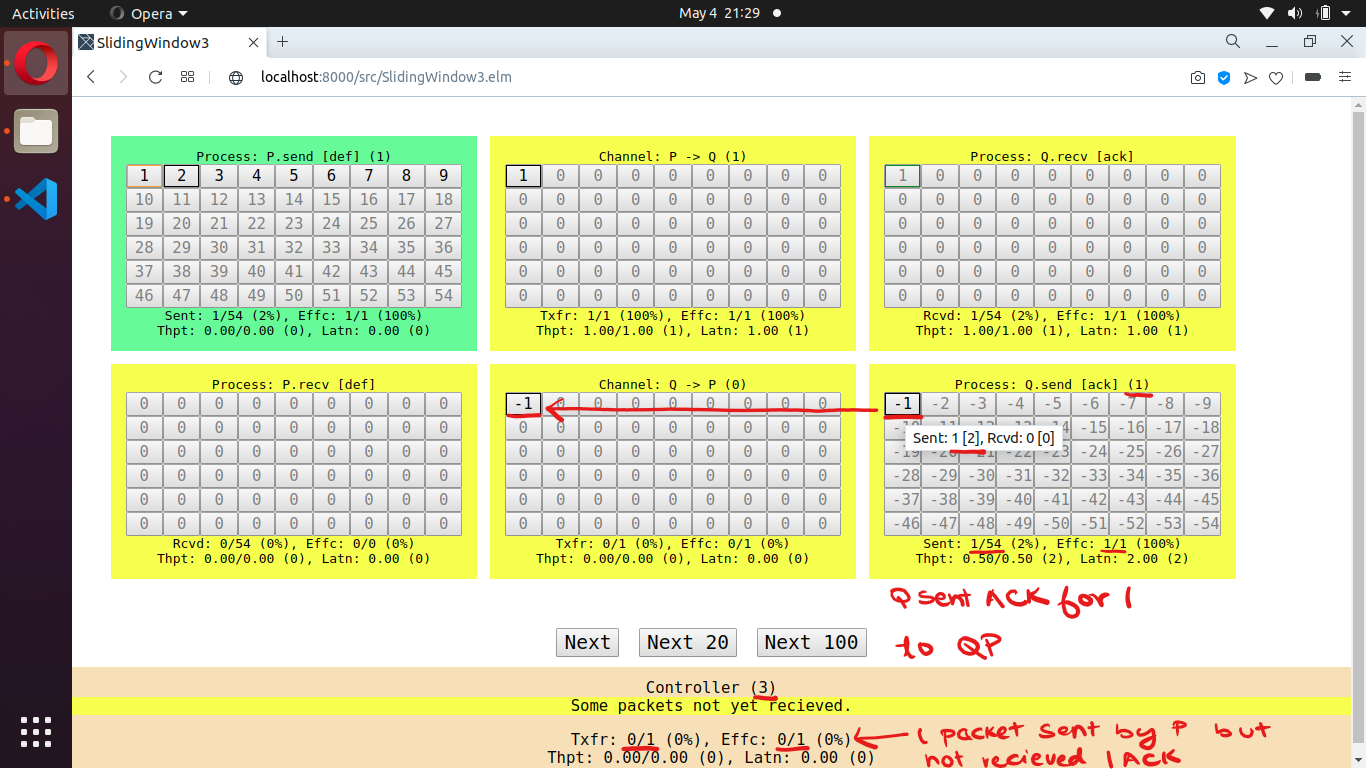 Activities
Opera
May 4 21:29
SlidingWindow3
localhost:8000/src/SlidingWindow3.elm
Process: P.send [def] (1)
1 2 3 4 5 6 7 8 9
10 11 12 13 14 15 16 17 18
19 20 21 22 23 24 25 26 27
28 29 30 31 32 33 34 35 36
37 38 39 40 41 42 43 44 45
46 47 48 49 50 51 52 53 54
Sent: 1/54 (2%), Effc: 1/1 (100%)
Thpt: 0.00/0.00 (0), Latn: 0.00 (0)
Channel: P -> Q (1)
1 0 0 0 0 0 0 0 0
0 0 0 0 0 0 0 0 0
0 0 0 0 0 0 0 0 0
0 0 0 0 0 0 0 0 0
0 0 0 0 0 0 0 0 0
0 0 0 0 0 0 0 0 0
Txfr: 1/1 (100%), Effc: 1/1 (100%)
Thpt: 1.00/1.00 (1), Latn: 1.00 (1)
Process: Q.recv [ack]
1 0 0 0 0 0 0 0 0
0 0 0 0 0 0 0 0 0
0 0 0 0 0 0 0 0 0
0 0 0 0 0 0 0 0 0
0 0 0 0 0 0 0 0 0
0 0 0 0 0 0 0 0 0
Rcvd: 1/54 (2%), Effc: 1/1 (100%)
Thpt: 1.00/1.00 (1), Latn: 1.00 (1)
Process: P.recv [def]
0 0 0 0 0 0 0 0 0
0 0 0 0 0 0 0 0 0
0 0 0 0 0 0 0 0 0
0 0 0 0 0 0 0 0 0
0 0 0 0 0 0 0 0 0
0 0 0 0 0 0 0 0 0
Rcvd: 0/54 (0%), Effc: 0/0 (0%)
Thpt: 0.00/0.00 (0), Latn: 0.00 (0)
Channel: Q -> P (0)
-1 0 0 0 0 0 0 0 0
0 0 0 0 0 0 0 0 0
0 0 0 0 0 0 0 0 0
0 0 0 0 0 0 0 0 0
0 0 0 0 0 0 0 0 0
0 0 0 0 0 0 0 0 0
Txfr: 0/1 (0%), Effc: 0/1 (0%)
Thpt: 0.00/0.00 (0), Latn: 0.00 (0)
Process: Q.send [ack] (1)
-1 -2 -3 -4 -5 -6 -7 -8 -9
-15 -16 -17 -18
Sent: 1 [2], Rcvd: 0 [0]
-19 -20 -21 -22 -23 -24 -25 -26 -27
-28 -29 -30 -31 -32 -33 -34 -35 -36
-37 -38 -39 -40 -41 -42 -43 -44 -45
-46 -47 -48 -49 -50 -51 -52 -53 -54
Sent: 1/54 (2%), Effc: 1/1 (100%)
Thpt: 0.50/0.50 (2), Latn: 2.00 (2)
Q sent ACK for 1
to QP
Next
Next 20
Next 100
Controller (3)
Some packets not yet recieved.
Txfr: 0/1 (0%), Effc: 0/1 (0%)
Thpt: 0.00/0.00 (0), Latn: 0.00 (0)
1 packet sent by P but
not recieved 1 ACK